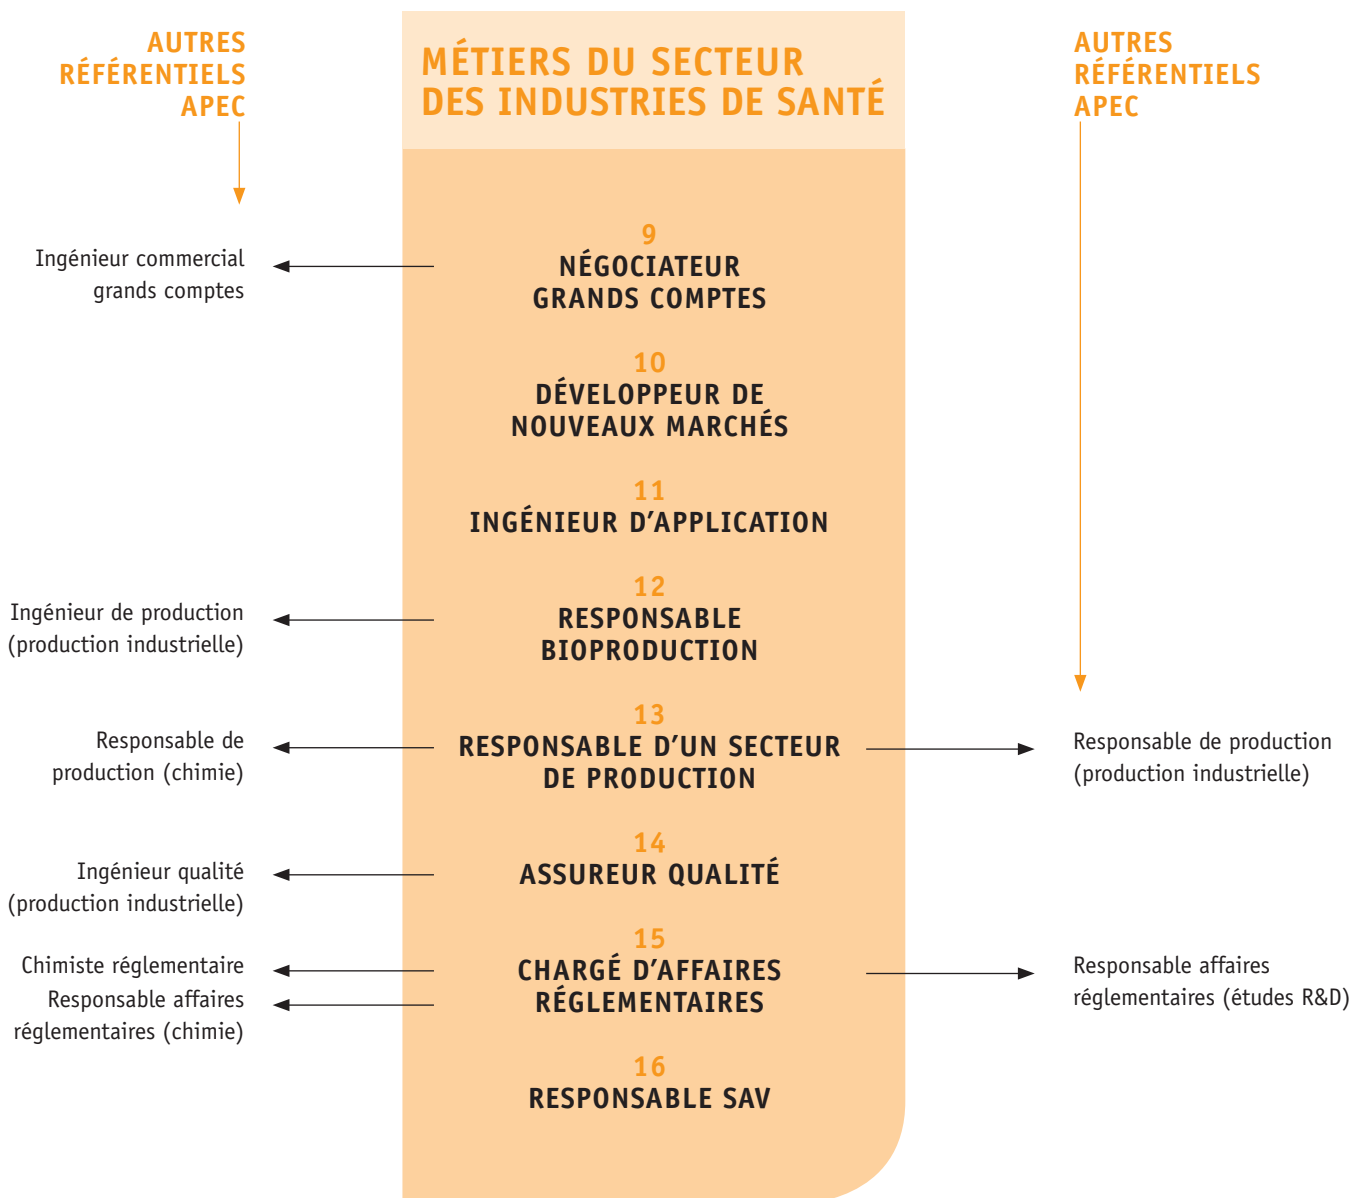 AUTRES
RÉFÉRENTIELS
APEC
MÉTIERS DU SECTEUR
DES INDUSTRIES DE SANTÉ
AUTRES
RÉFÉRENTIELS
APEC
Ingénieur commercial
grands comptes
9
NÉGOCIATEUR
GRANDS COMPTES
10
DÉVELOPPEUR DE
NOUVEAUX MARCHÉS
11
INGÉNIEUR D’APPLICATION
Ingénieur de production
(production industrielle)
12
RESPONSABLE
BIOPRODUCTION
Responsable de
production (chimie)
13
RESPONSABLE D’UN SECTEUR
DE PRODUCTION
Responsable de production
(production industrielle)
Ingénieur qualité
(production industrielle)
14
ASSUREUR QUALITÉ
Chimiste réglementaire
Responsable affaires
réglementaires (chimie)
15
CHARGÉ D’AFFAIRES
RÉGLEMENTAIRES
Responsable affaires
réglementaires (études R&D)
16
RESPONSABLE SAV